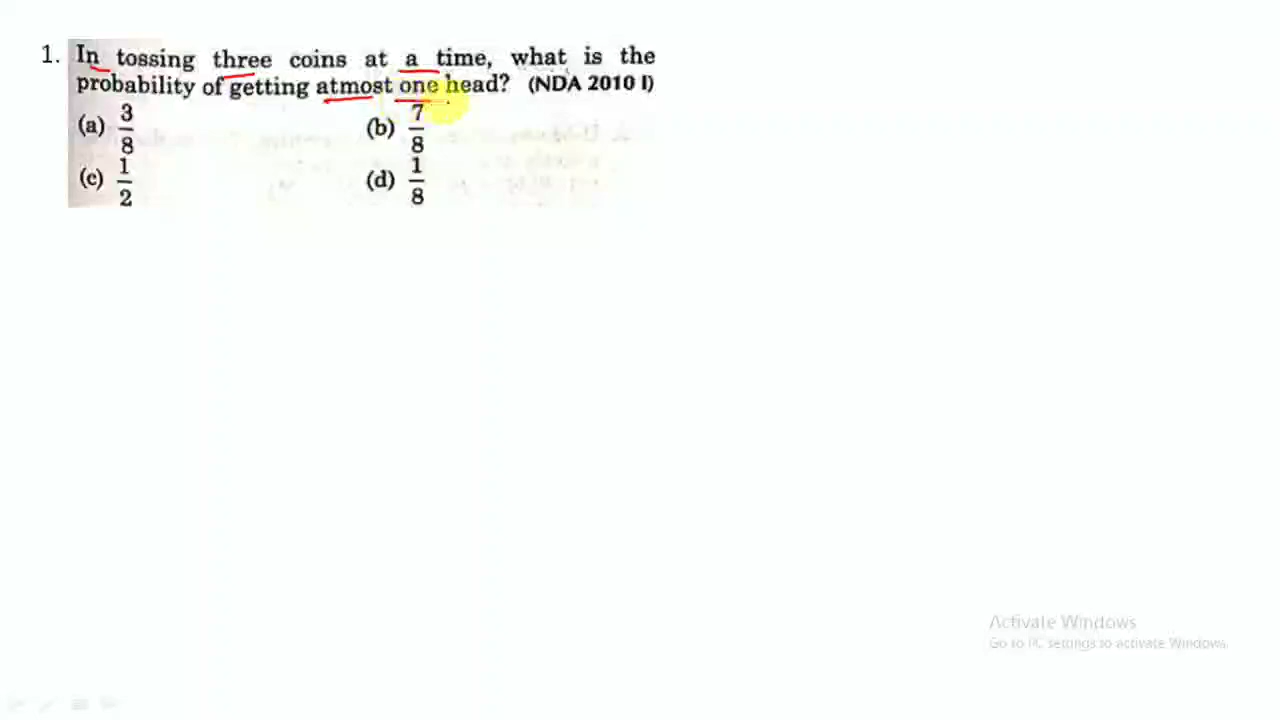 1. In tossing three coins at a time, what is the
probability of getting atmost one head? (NDA 2010 I)
(a) 3/8 (b) 7/8
(c) 1/2 (d) 1/8
Activate Windows
Go to PC settings to activate Windows.